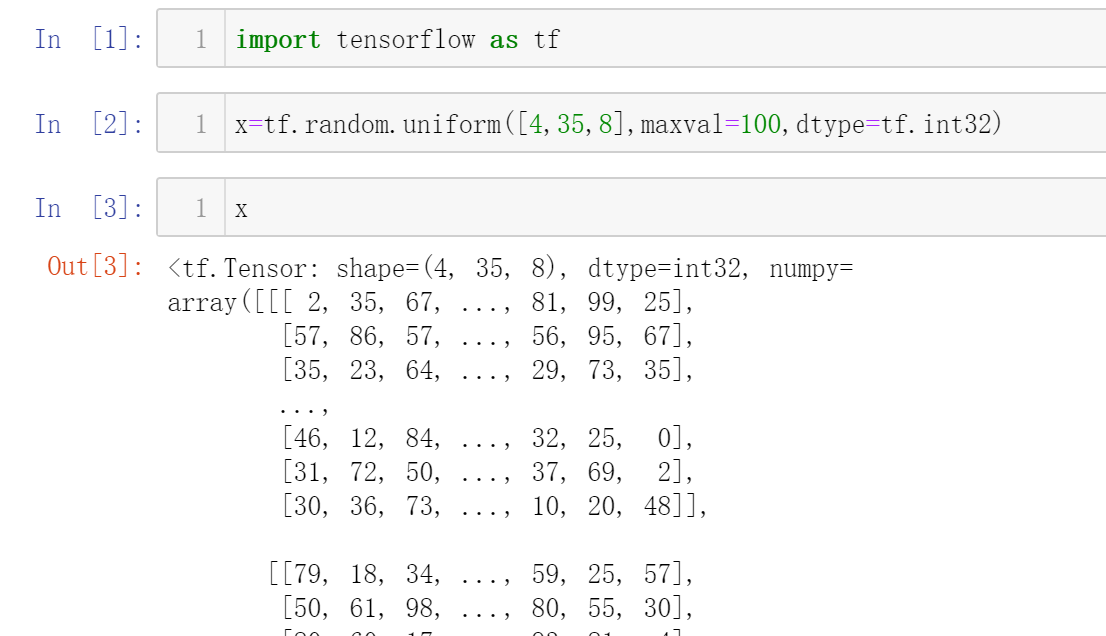 In [1]: 1 import tensorflow as tf
In [2]: 1 x=tf.random.uniform([4,35,8],maxval=100,dtype=tf.int32)
In [3]: 1 x
Out[3]: <tf.Tensor: shape=(4, 35, 8), dtype=int32, numpy=
array([[[ 2, 35, 67, ..., 81, 99, 25],
[57, 86, 57, ..., 56, 95, 67],
[35, 23, 64, ..., 29, 73, 35],
...,
[46, 12, 84, ..., 32, 25, 0],
[31, 72, 50, ..., 37, 69, 2],
[30, 36, 73, ..., 10, 20, 48]],
[[79, 18, 34, ..., 59, 25, 57],
[50, 61, 98, ..., 80, 55, 30],